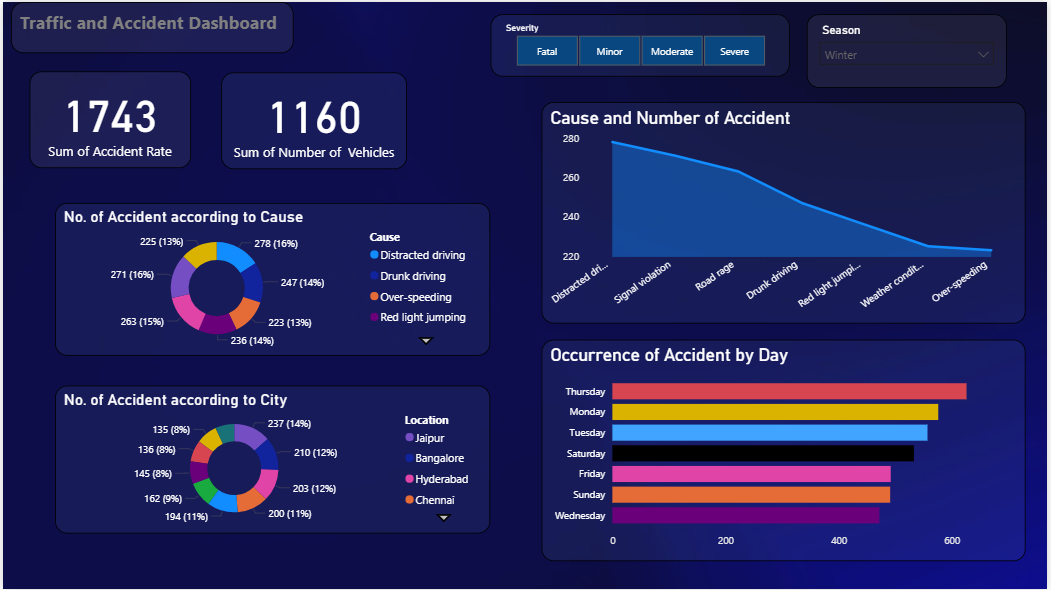 Traffic and Accident Dashboard
Severity
Fatal
Minor
Moderate
Severe
Season
Winter
1743
Sum of Accident Rate
1160
Sum of Number of Vehicles
Cause and Number of Accident
280
260
240
220
Distracted dri...
Signal violation
Road rage
Drunk driving
Red light jumpi...
Weather condit...
Over-speeding
No. of Accident according to Cause
225 (13%)
278 (16%)
271 (16%)
247 (14%)
263 (15%)
223 (13%)
236 (14%)
Cause
Distracted driving
Drunk driving
Over-speeding
Red light jumping
Occurrence of Accident by Day
Thursday
Monday
Tuesday
Saturday
Friday
Sunday
Wednesday
0
200
400
600
No. of Accident according to City
135 (8%)
237 (14%)
136 (8%)
210 (12%)
145 (8%)
203 (12%)
162 (9%)
200 (11%)
194 (11%)
Location
Jaipur
Bangalore
Hyderabad
Chennai